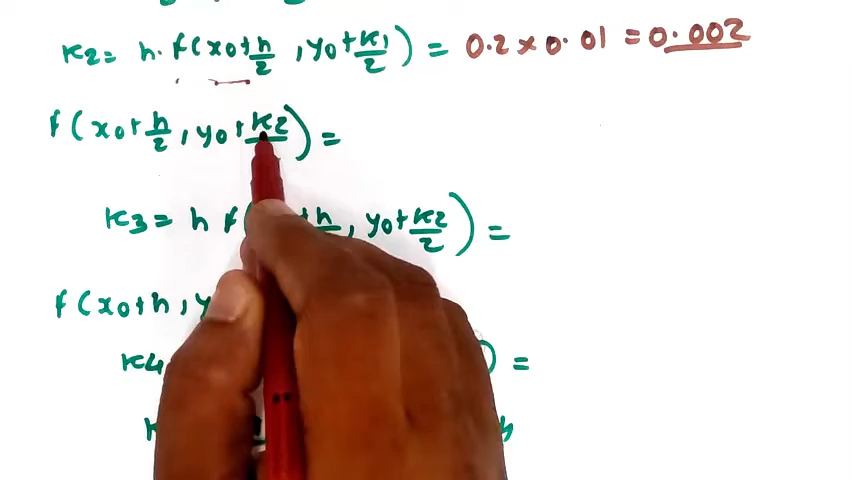 K2 = h. f(x0+h/2, y0+K1/2) = 0.2 × 0.01 = 0.002
f(x0+h/2, y0+K2/2) =
K3 = h f( +h/2, y0+K2/2) =
f(x0+h, y
K4 ) =